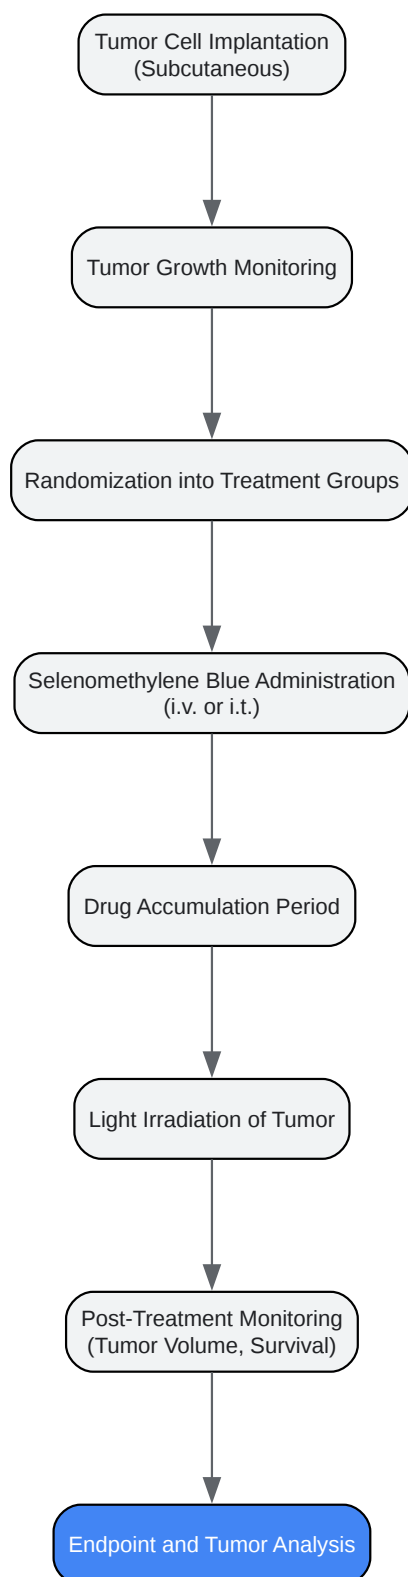 Tumor Cell Implantation
(Subcutaneous)
Tumor Growth Monitoring
Randomization into Treatment Groups
Selenomethylene Blue Administration
(i.v. or i.t.)
Drug Accumulation Period
Light Irradiation of Tumor
Post-Treatment Monitoring
(Tumor Volume, Survival)
Endpoint and Tumor Analysis